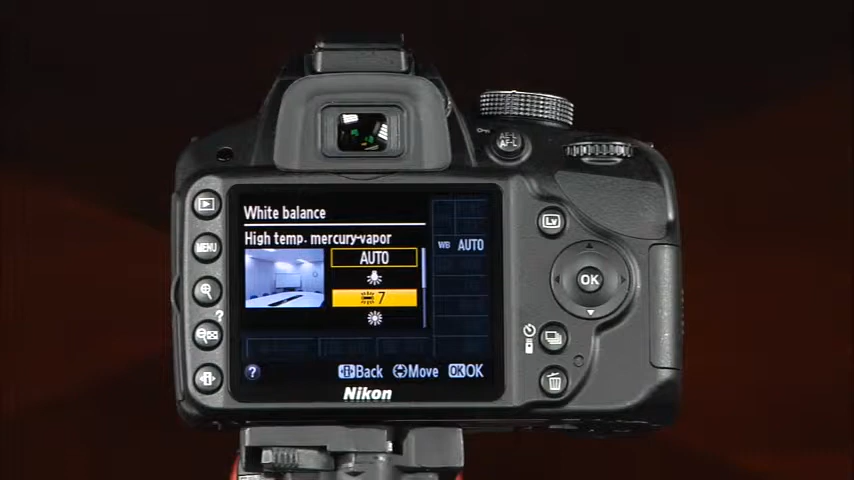 AE-L
AF-L
White balance
High temp. mercury-vapor
AUTO
7
WB AUTO
MENU
Lv
OK
?
?
Back Move OK OK
Nikon